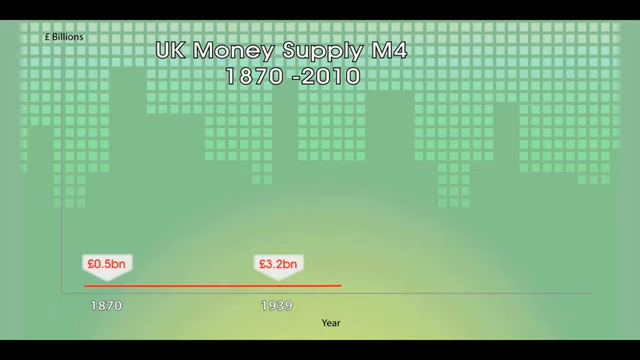 £ Billions
UK Money Supply M4
1870 -2010
£0.5bn
£3.2bn
1870
1939
Year